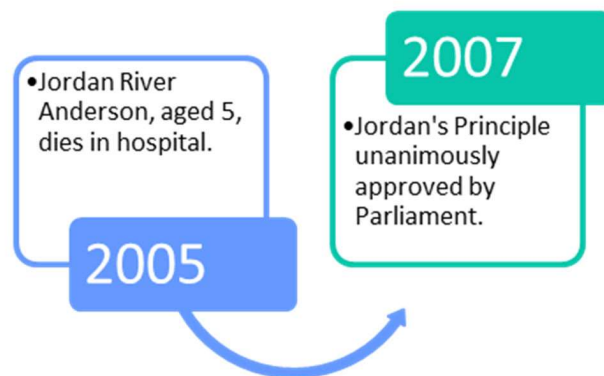 •Jordan River
Anderson, aged 5,
dies in hospital.
2005
2007
•Jordan's Principle
unanimously
approved by
Parliament.